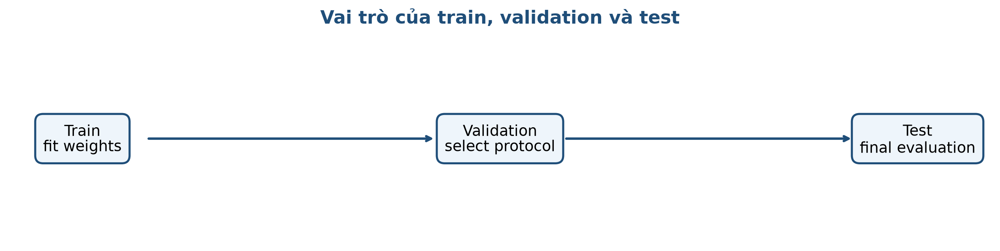 Vai trò của train, validation và test
Train
fit weights
Validation
select protocol
Test
final evaluation